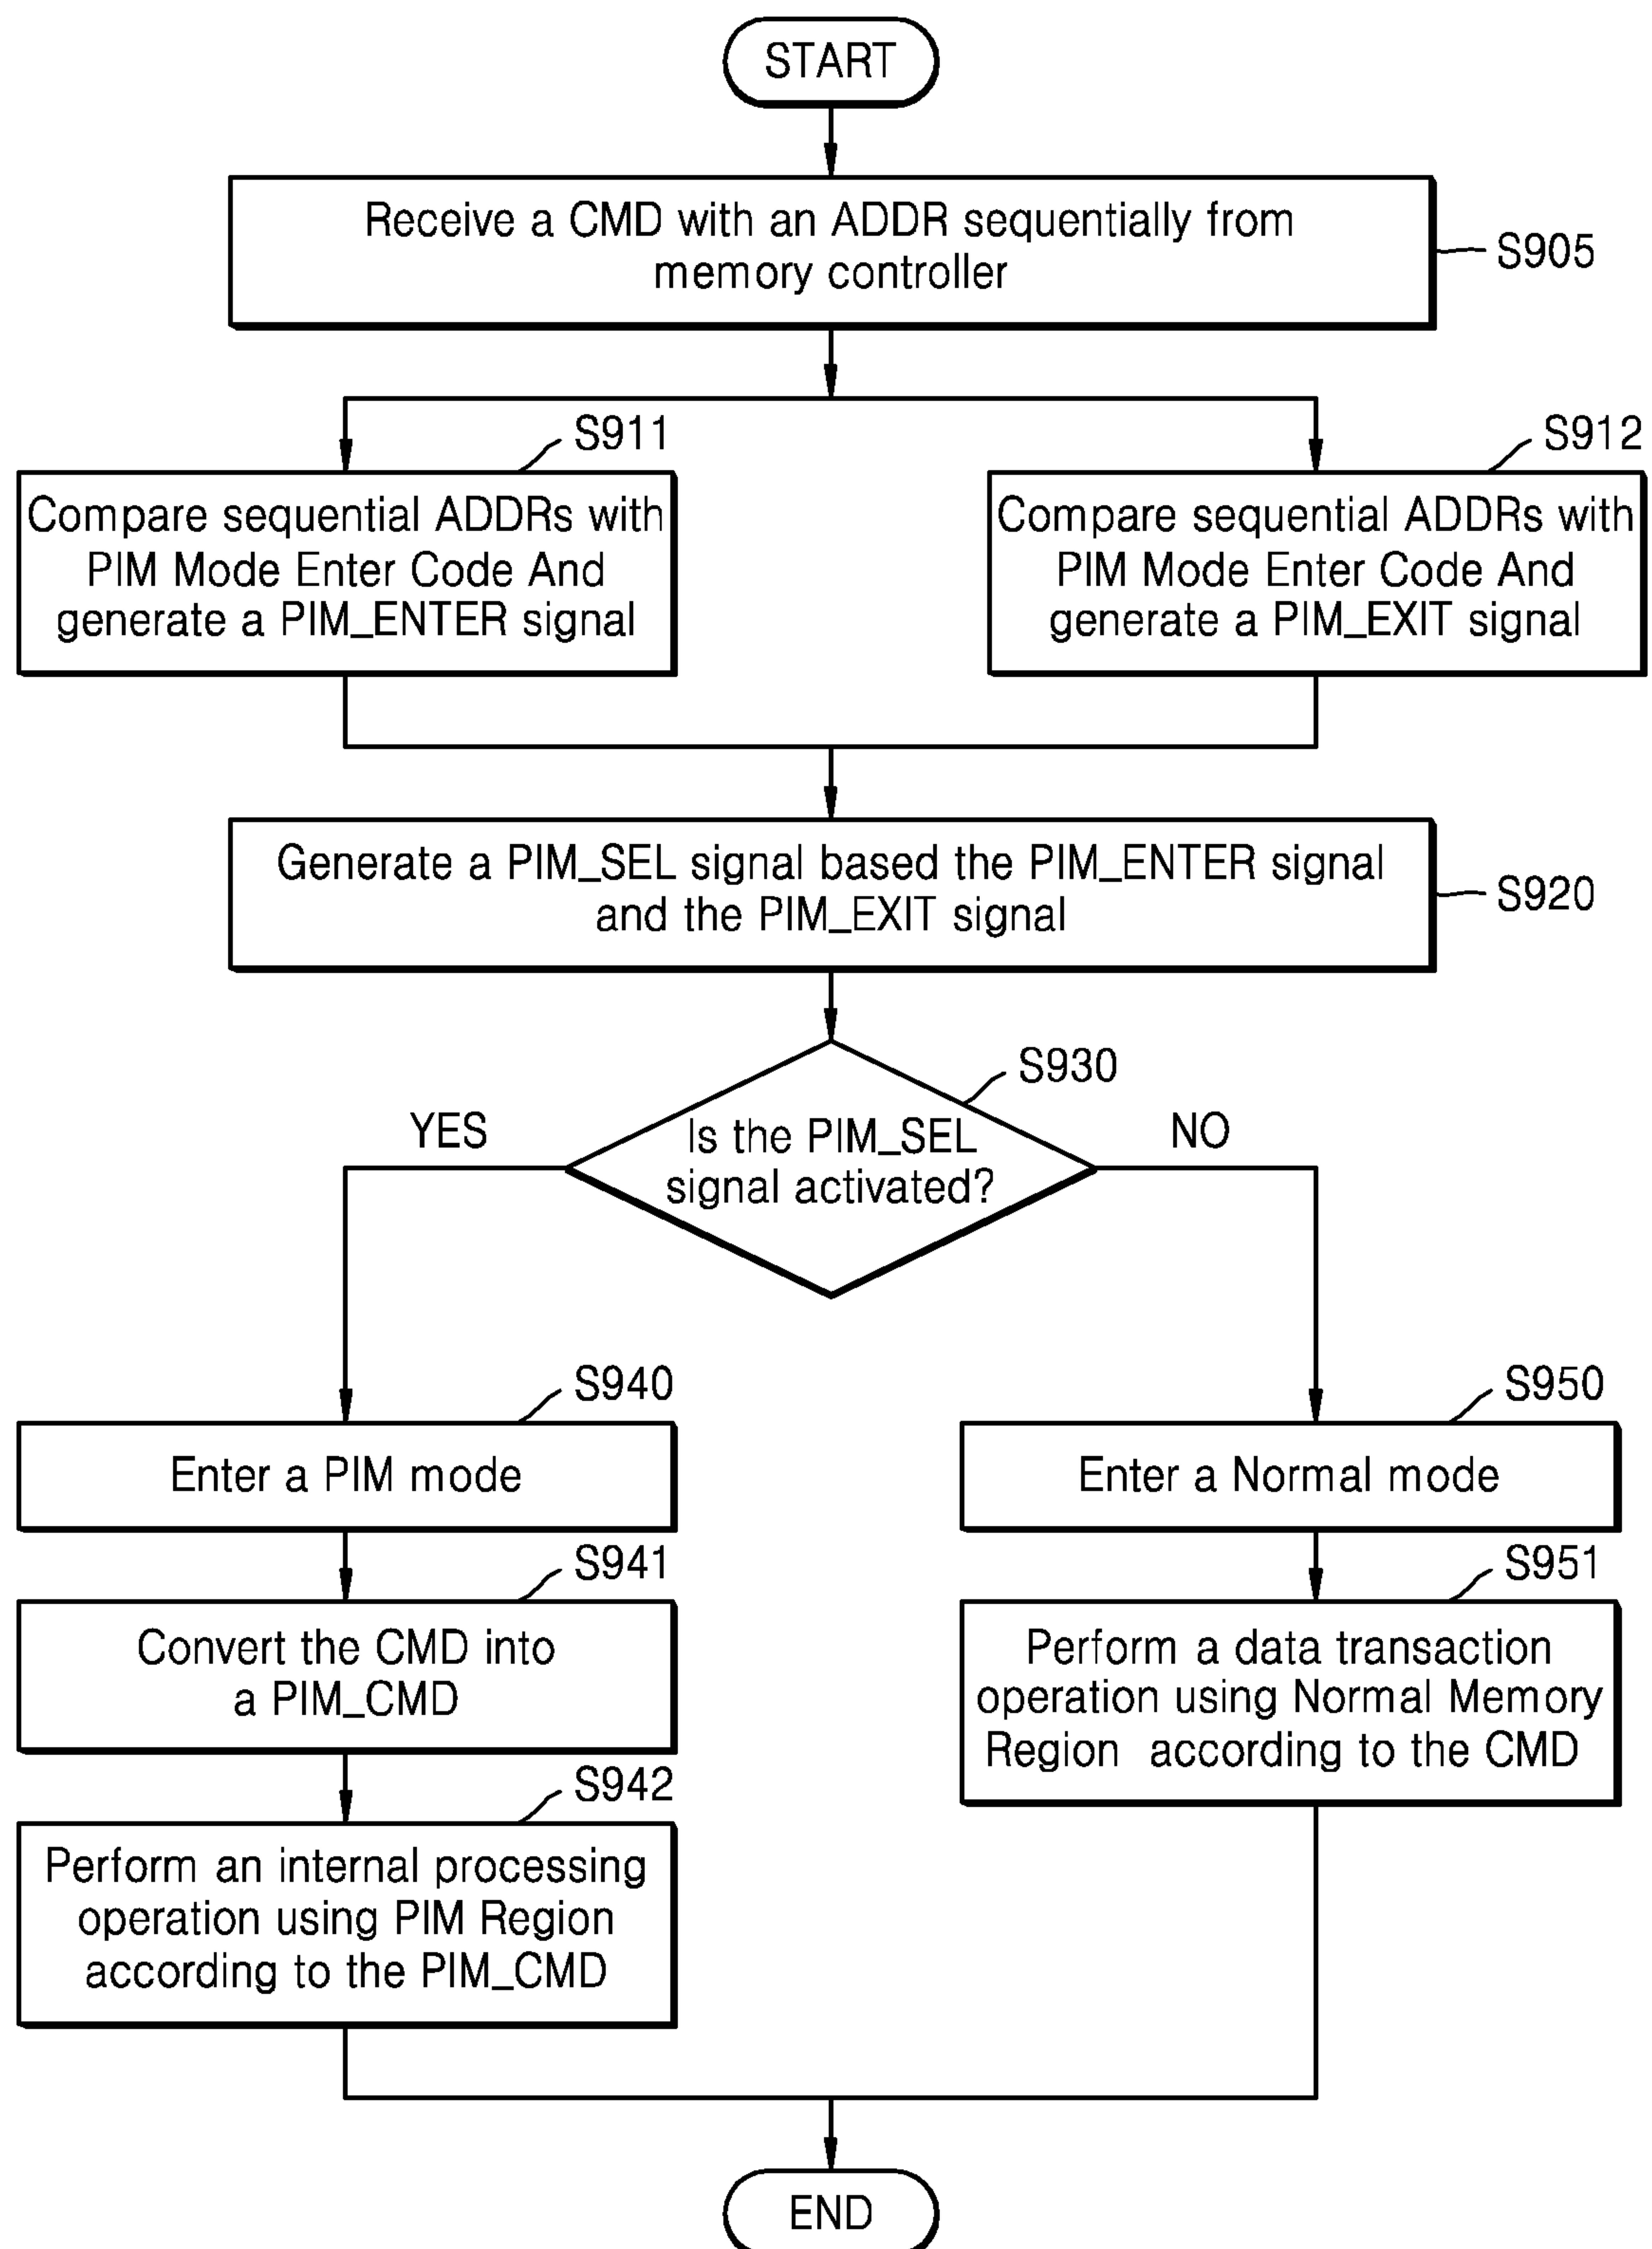 START
Receive a CMD with an ADDR sequentially from
memory controller
S905
S911
Compare sequential ADDRs with
PIM Mode Enter Code And
generate a PIM_ENTER signal
S912
Compare sequential ADDRs with
PIM Mode Enter Code And
generate a PIM_EXIT signal
Generate a PIM_SEL signal based the PIM_ENTER signal
and the PIM_EXIT signal
S920
S930
Is the PIM_SEL
signal activated?
YES
NO
S940
Enter a PIM mode
S941
Convert the CMD into
a PIM_CMD
S942
Perform an internal processing
operation using PIM Region
according to the PIM_CMD
S950
Enter a Normal mode
S951
Perform a data transaction
operation using Normal Memory
Region according to the CMD
END